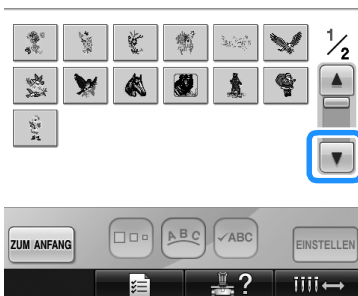 1/2
ZUM ANFANG
ABC
✓ABC
EINSTELLEN
?